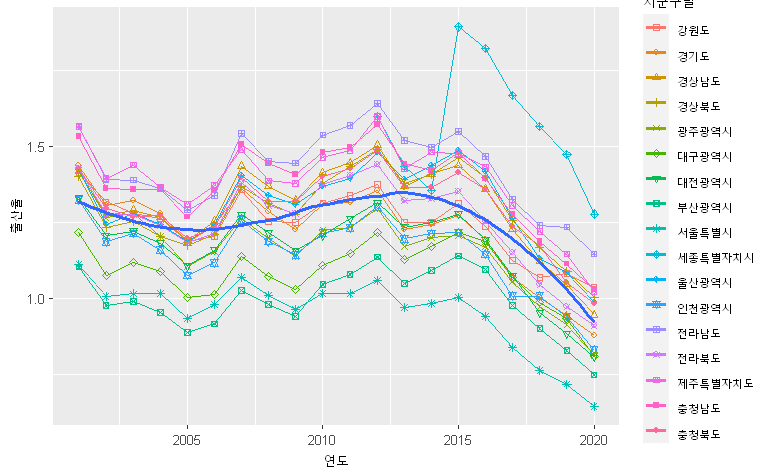 시군구별
강원도
경기도
경상남도
경상북도
광주광역시
대구광역시
대전광역시
부산광역시
서울특별시
세종특별자치시
울산광역시
인천광역시
전라남도
전라북도
제주특별자치도
충청남도
충청북도
출산율
1.5
1.0
2005
2010
2015
2020
연도